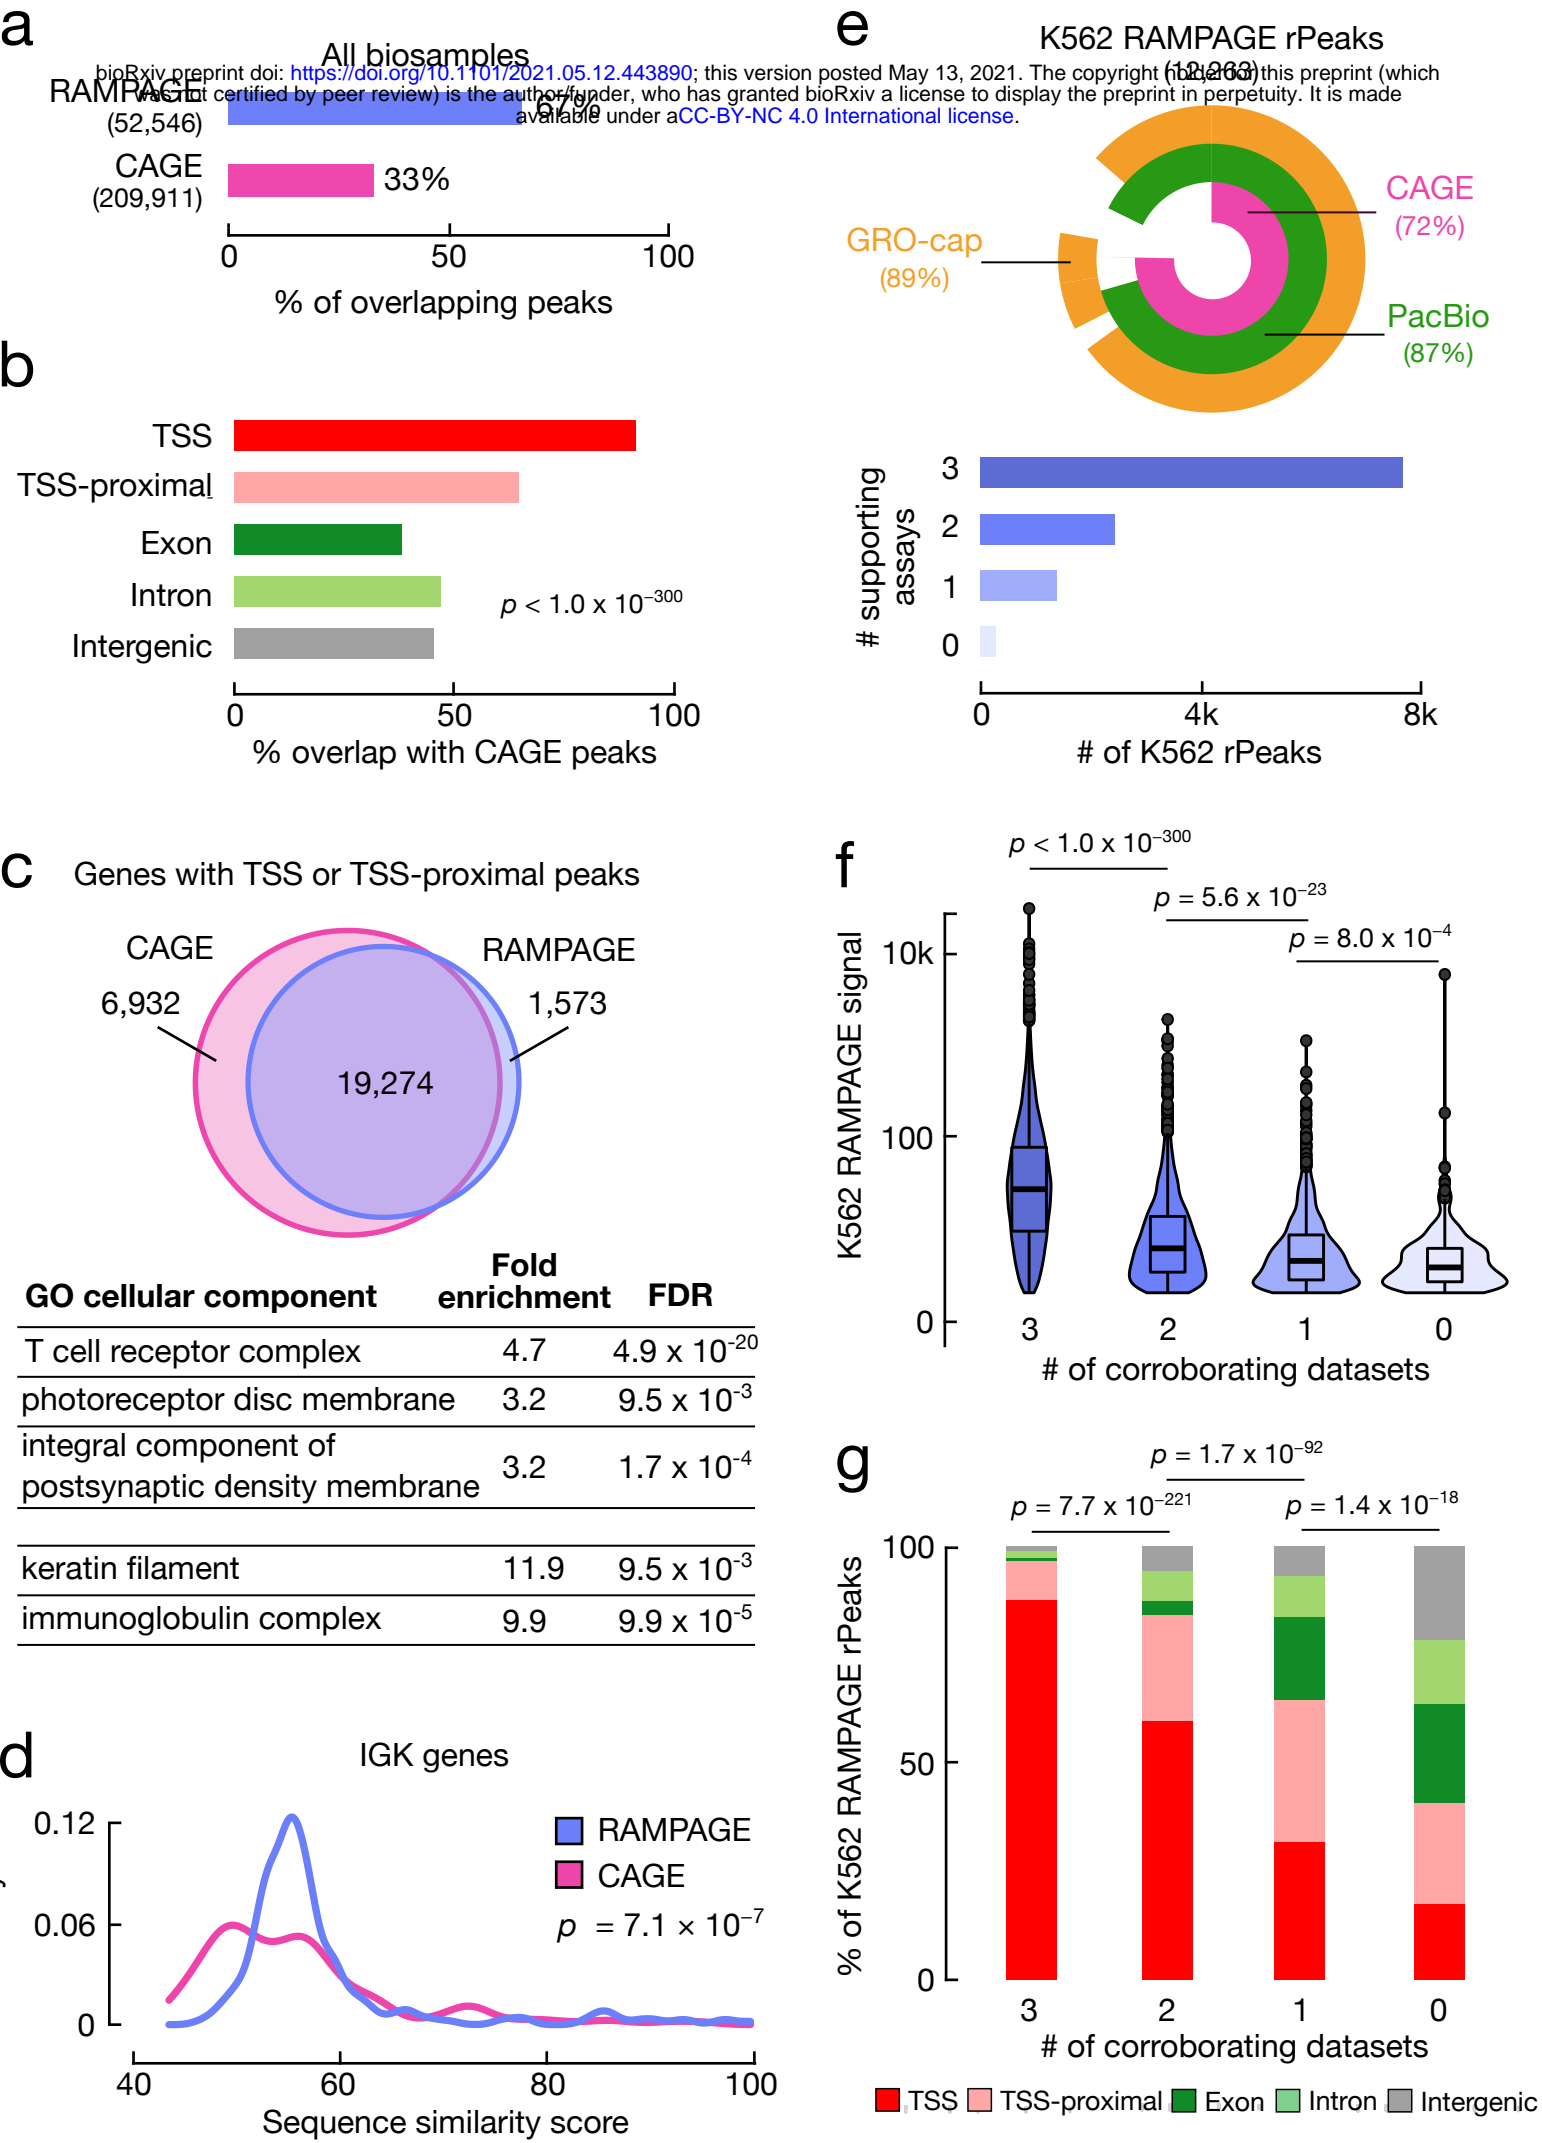 a
All biosamples
bioRxiv preprint doi: https://doi.org/10.1101/2021.05.12.443890; this version posted May 13, 2021. The copyright holder for this preprint (which
was not certified by peer review) is the author/funder, who has granted bioRxiv a license to display the preprint in perpetuity. It is made
available under aCC-BY-NC 4.0 International license.
RAMPAGE
(52,546)
67%
CAGE
(209,911)
33%
0 50 100
% of overlapping peaks
b
TSS
TSS-proximal
Exon
Intron
Intergenic
p < 1.0 x 10⁻³⁰⁰
0 50 100
% overlap with CAGE peaks
c
Genes with TSS or TSS-proximal peaks
CAGE
6,932
RAMPAGE
1,573
19,274
GO cellular component Fold enrichment FDR
T cell receptor complex 4.7 4.9 x 10⁻²⁰
photoreceptor disc membrane 3.2 9.5 x 10⁻³
integral component of
postsynaptic density membrane 3.2 1.7 x 10⁻⁴
keratin filament 11.9 9.5 x 10⁻³
immunoglobulin complex 9.9 9.9 x 10⁻⁵
d
IGK genes
0.12
0.06
0
RAMPAGE
CAGE
p = 7.1 × 10⁻⁷
40 60 80 100
Sequence similarity score
e
K562 RAMPAGE rPeaks
(12,263)
CAGE
(72%)
GRO-cap
(89%)
PacBio
(87%)
# supporting
assays
3
2
1
0
0 4k 8k
# of K562 rPeaks
f
p < 1.0 x 10⁻³⁰⁰
p = 5.6 x 10⁻²³
p = 8.0 x 10⁻⁴
K562 RAMPAGE signal
10k
100
0
3 2 1 0
# of corroborating datasets
g
p = 1.7 x 10⁻⁹²
p = 7.7 x 10⁻²²¹
p = 1.4 x 10⁻¹⁸
% of K562 RAMPAGE rPeaks
100
50
0
3 2 1 0
# of corroborating datasets
TSS TSS-proximal Exon Intron Intergenic